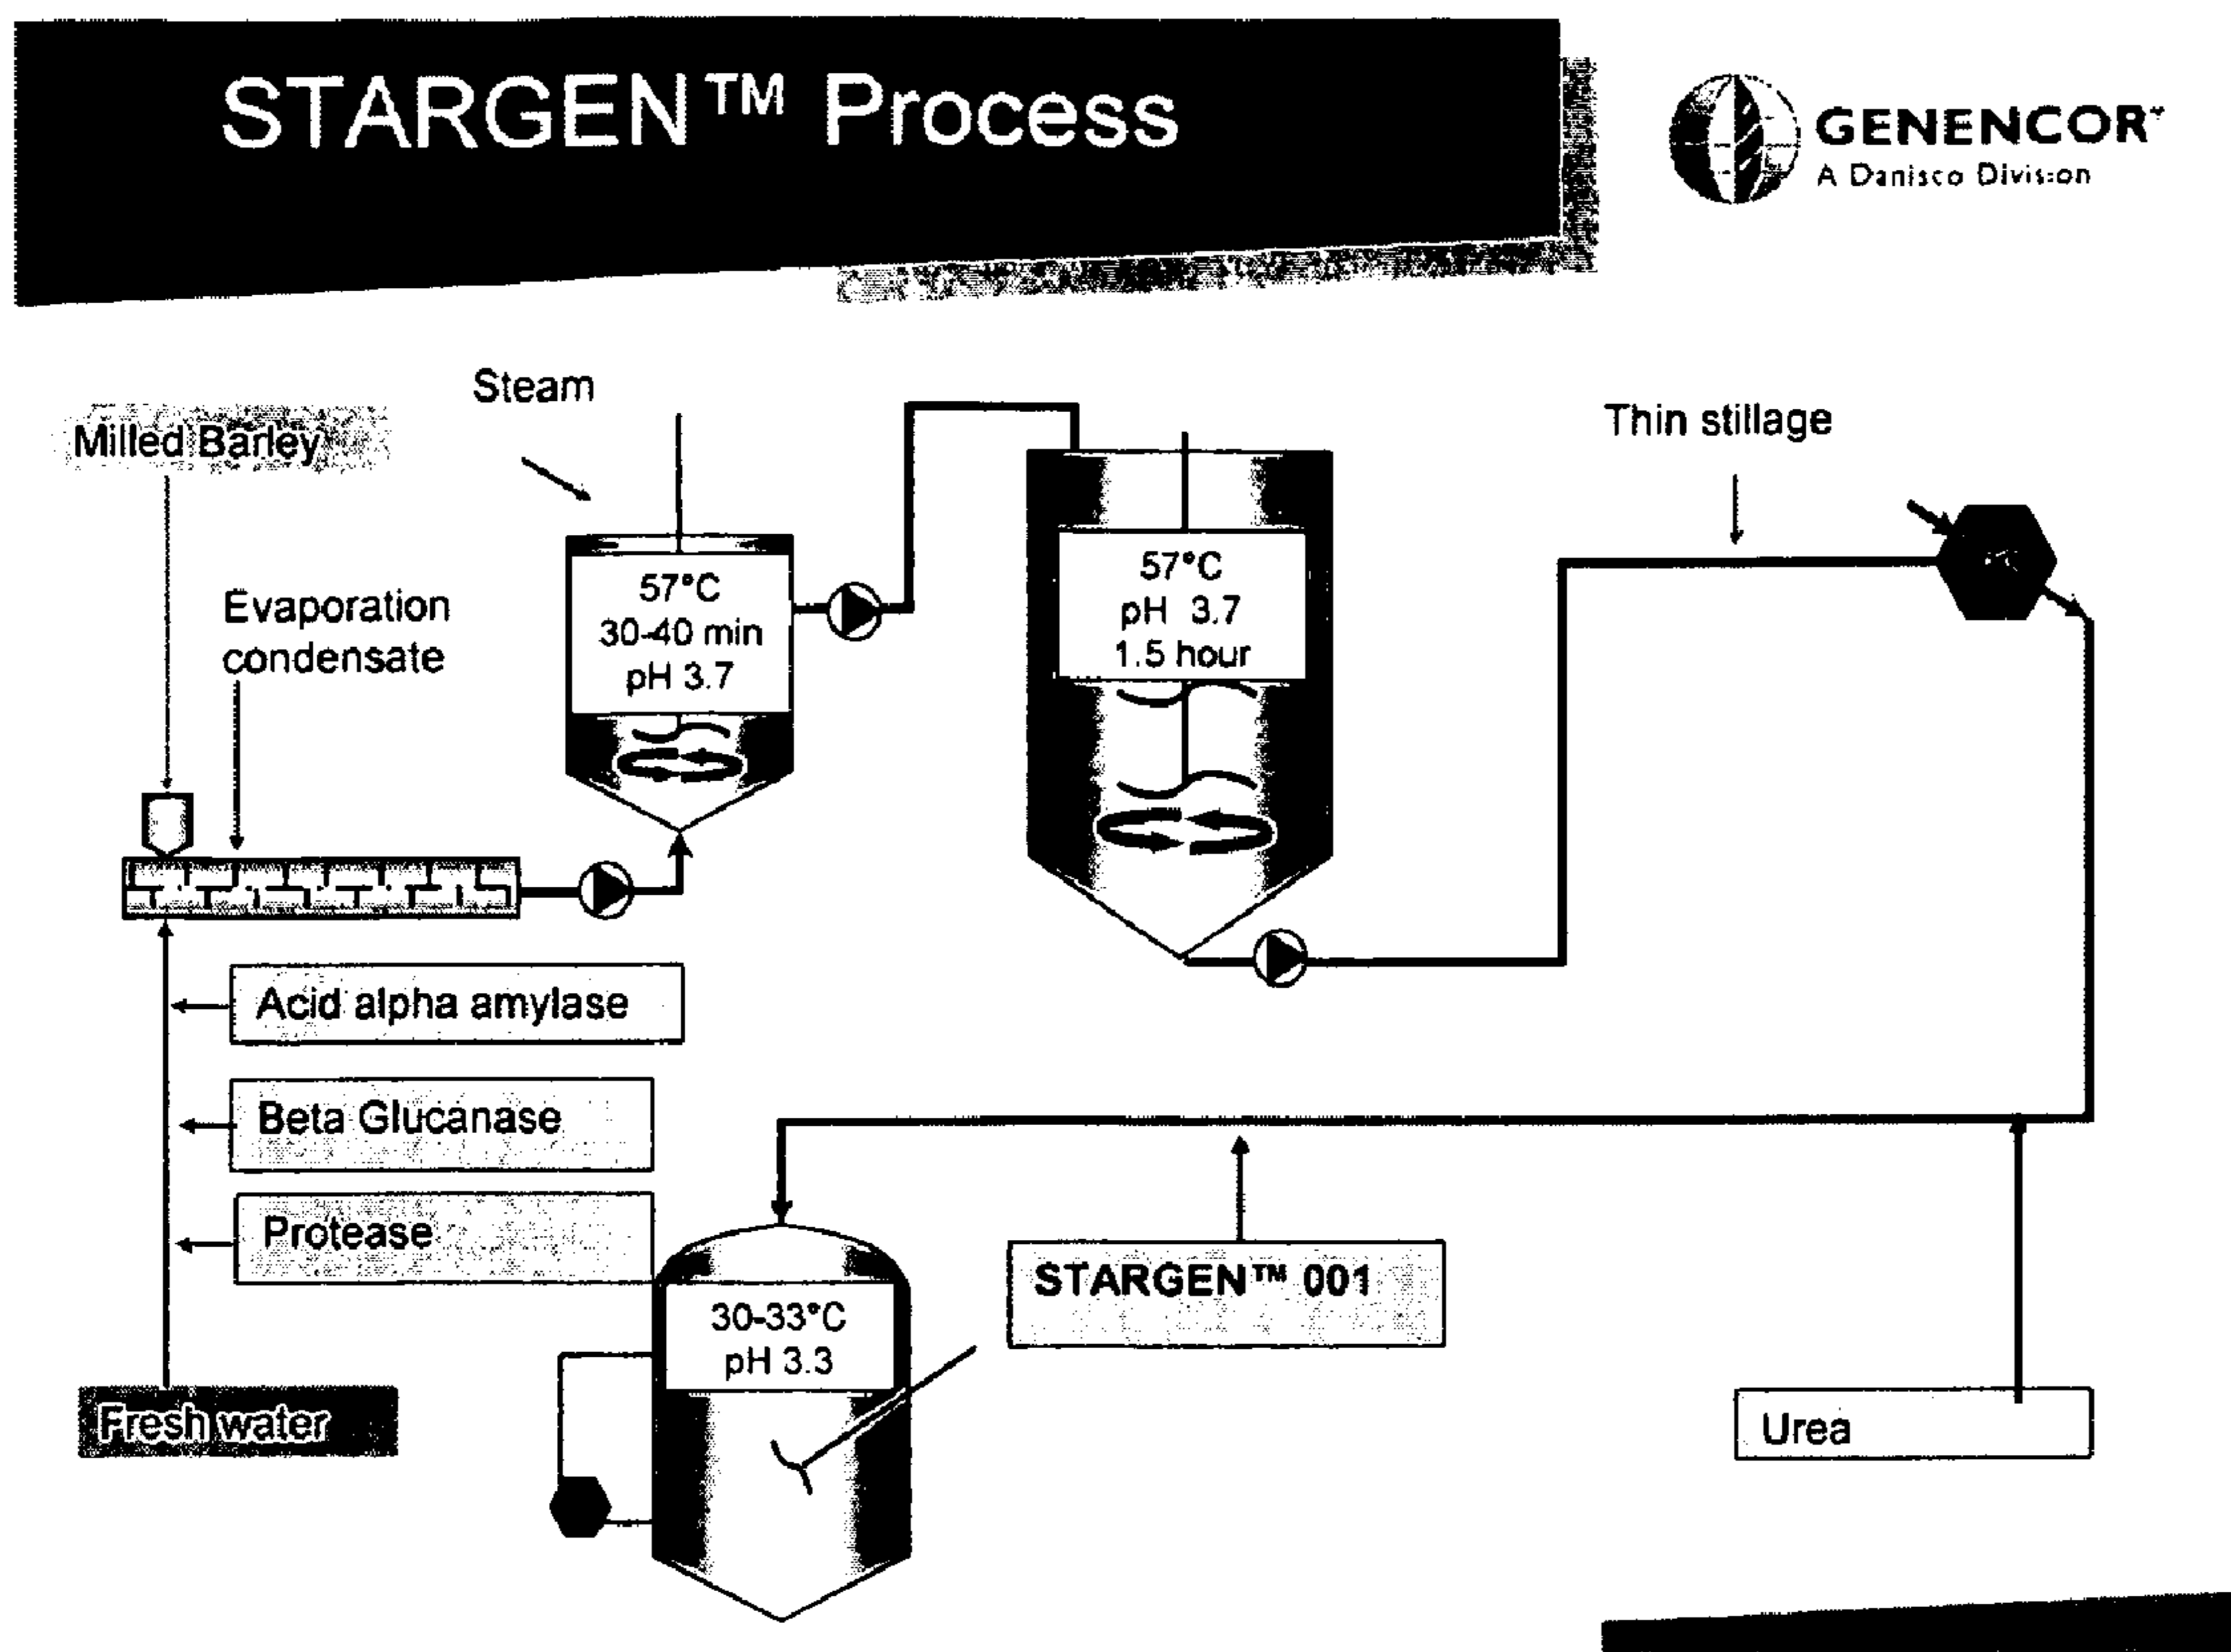 STARGEN™ Process
GENENCOR
A Danisco Division
Steam
Milled Barley
Thin stillage
Evaporation
condensate
57°C
30-40 min
pH 3.7
57°C
pH 3.7
1.5 hour
Acid alpha amylase
Beta Glucanase
Protease
STARGEN™ 001
30-33°C
pH 3.3
Fresh water
Urea